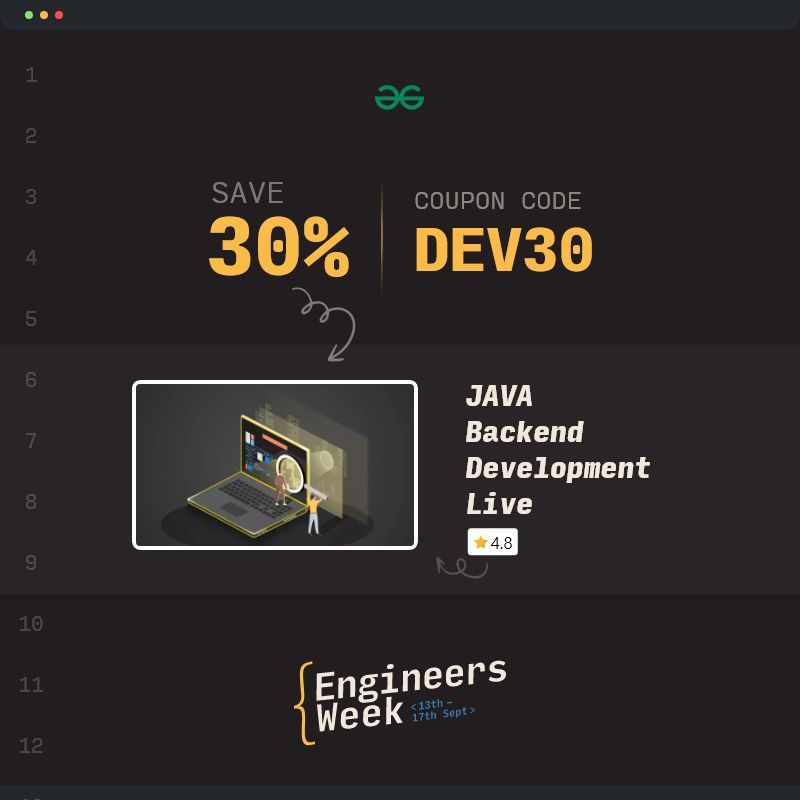 1
2
SAVE
COUPON CODE
3
30%
DEV30
4
5
6
JAVA
7
Backend
Development
8
Live
4.8
9
10
11
Engineers
Week
<13th –
17th Sept>
12